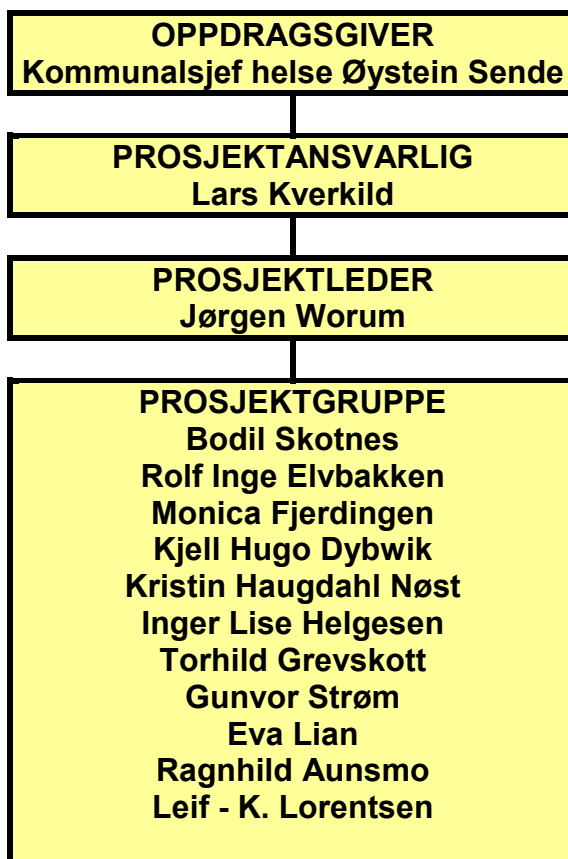 OPPDRAGSGIVER
Kommunalsjef helse Øystein Sende
PROSJEKTANSVARLIG
Lars Kverkild
PROSJEKTLEDER
Jørgen Worum
PROSJEKTGRUPPE
Bodil Skotnes
Rolf Inge Elvbakken
Monica Fjerdingen
Kjell Hugo Dybwik
Kristin Haugdahl Nøst
Inger Lise Helgesen
Torhild Grevskott
Gunvor Strøm
Eva Lian
Ragnhild Aunsmo
Leif - K. Lorentsen